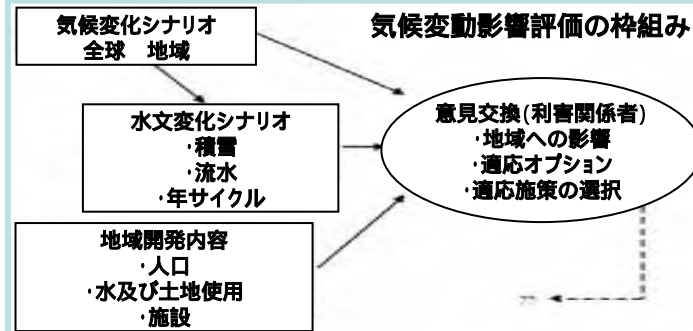 気候変動影響評価の枠組み
気候変化シナリオ
全球 地域
水文変化シナリオ
・積雪
・流水
・年サイクル
地域開発内容
・人口
・水及び土地使用
・施設
意見交換(利害関係者)
・地域への影響
・適応オプション
・適応施策の選択